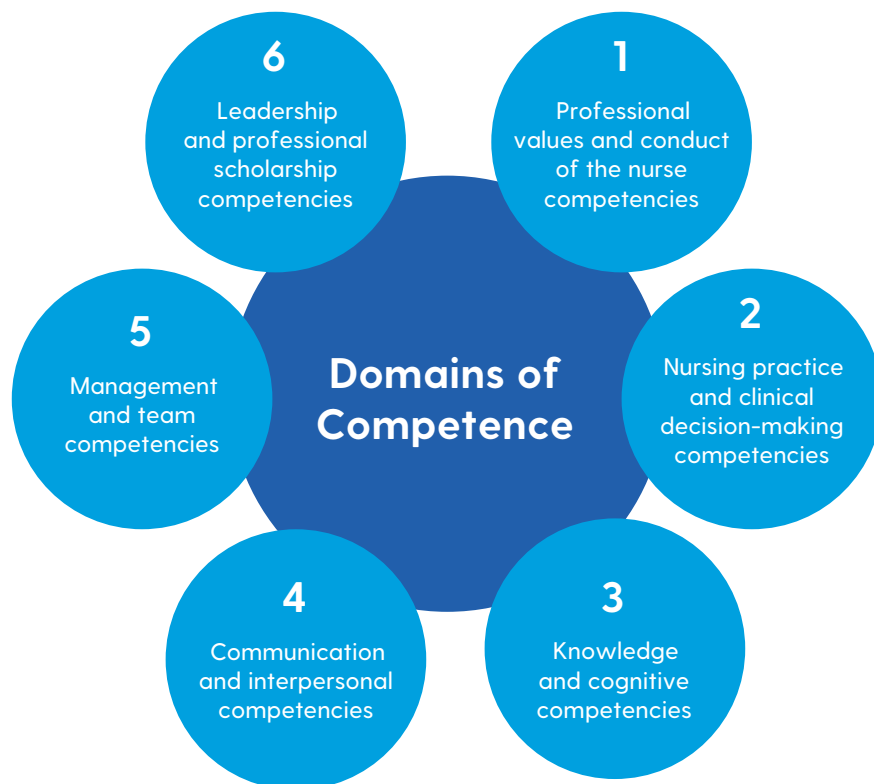 Domains of
Competence
1
Professional
values and conduct
of the nurse
competencies
2
Nursing practice
and clinical
decision-making
competencies
3
Knowledge
and cognitive
competencies
4
Communication
and interpersonal
competencies
5
Management
and team
competencies
6
Leadership
and professional
scholarship
competencies